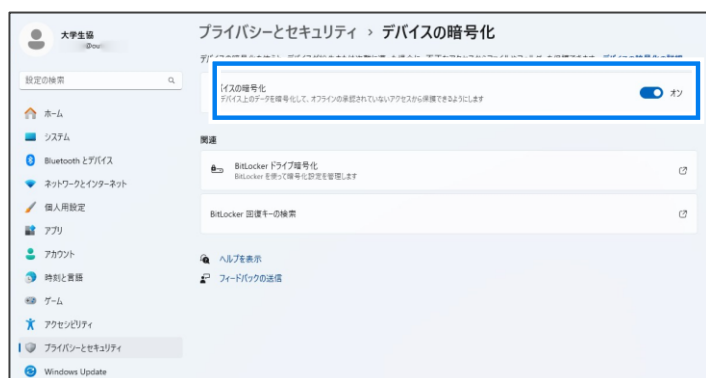 大学生協
プライバシーとセキュリティ › デバイスの暗号化
設定の検索
イスの暗号化
デバイス上のデータを暗号化して、オフラインの承認されていないアクセスから保護できるようにします
オン
ホーム
システム
Bluetooth とデバイス
ネットワークとインターネット
個人用設定
アプリ
アカウント
時刻と言語
ゲーム
アクセシビリティ
プライバシーとセキュリティ
Windows Update
関連
BitLocker ドライブ暗号化
BitLocker を使って暗号化設定を管理します
BitLocker 回復キーの検索
ヘルプを表示
フィードバックの送信